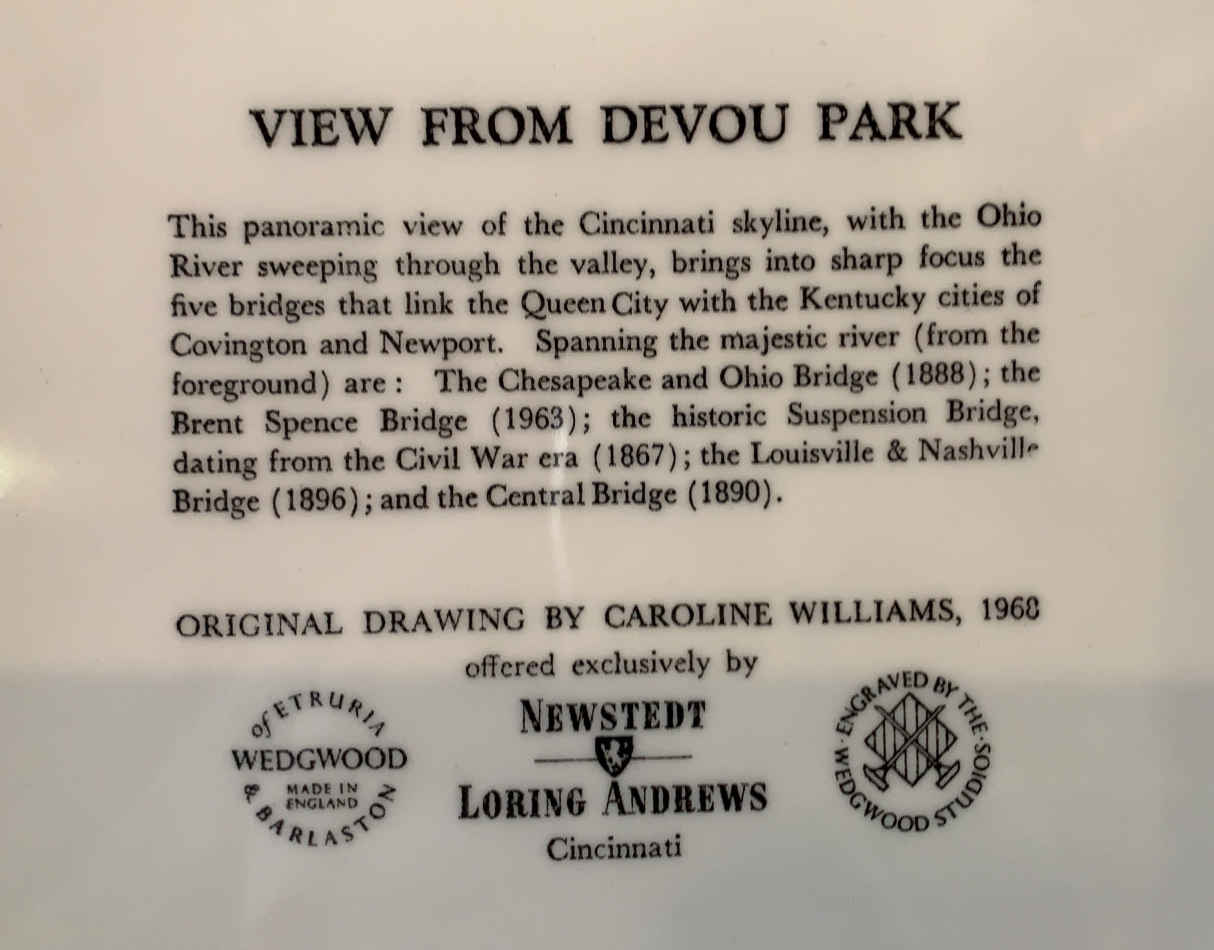 VIEW FROM DEVOU PARK
This panoramic view of the Cincinnati skyline, with the Ohio
River sweeping through the valley, brings into sharp focus the
five bridges that link the Queen City with the Kentucky cities of
Covington and Newport. Spanning the majestic river (from the
foreground) are : The Chesapeake and Ohio Bridge (1888) ; the
Brent Spence Bridge (1963) ; the historic Suspension Bridge,
dating from the Civil War era (1867) ; the Louisville & Nashville
Bridge (1896) ; and the Central Bridge (1890).
ORIGINAL DRAWING BY CAROLINE WILLIAMS, 1968
offered exclusively by
of ETRURIA
WEDGWOOD
MADE IN
ENGLAND
& BARLASTON
NEWSTEDT
LORING ANDREWS
Cincinnati
ENGRAVED BY THE
· WEDGWOOD STUDIOS ·